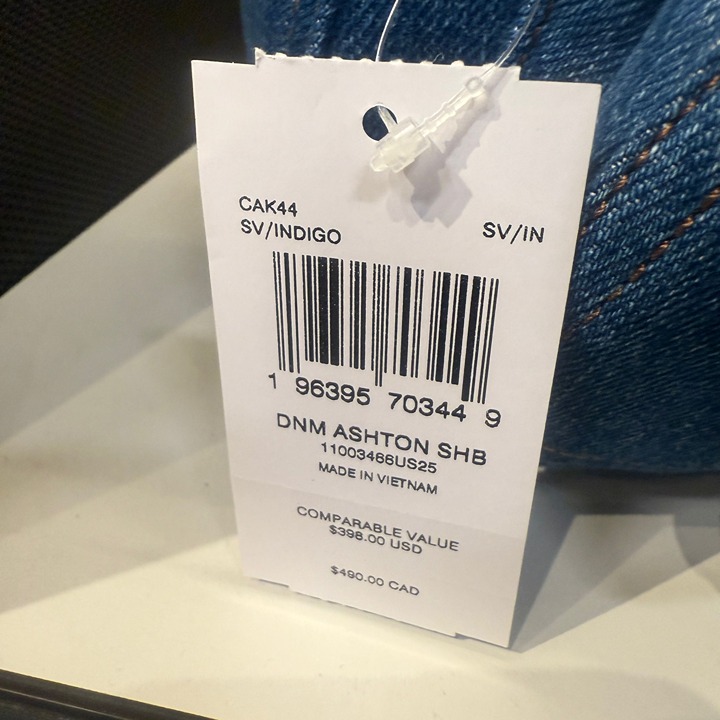 CAK44
SV/INDIGO SV/IN
1 96395 70344 9
DNM ASHTON SHB
11003466US25
MADE IN VIETNAM
COMPARABLE VALUE
$398.00 USD
$490.00 CAD